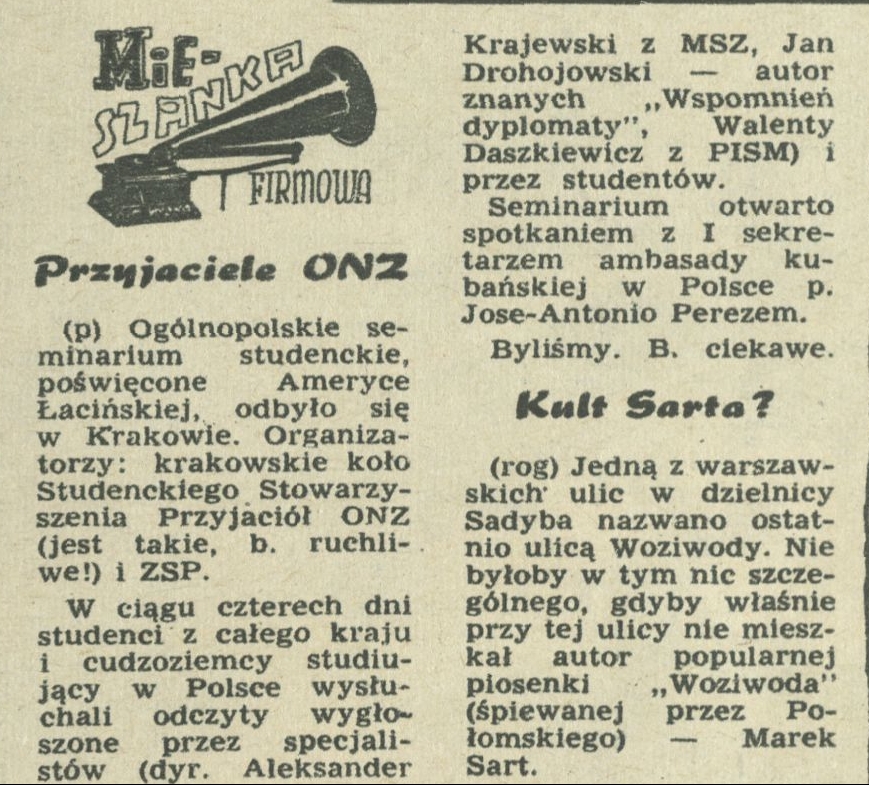 MiE-
SZANKA
FIRMOWA
Przyjaciele ONZ
(p) Ogólnopolskie se-
minarium studenckie,
poświęcone Ameryce
Łacińskiej, odbyło się
w Krakowie. Organiza-
torzy: krakowskie koło
Studenckiego Stowarzy-
szenia Przyjaciół ONZ
(jest takie, b. ruchli-
we!) i ZSP.
W ciągu czterech dni
studenci z całego kraju
i cudzoziemcy studiu-
jący w Polsce wysłu-
chali odczyty wygło-
szone przez specjali-
stów (dyr. Aleksander
Krajewski z MSZ, Jan
Drohojowski — autor
znanych „Wspomnień
dyplomaty”, Walenty
Daszkiewicz z PISM) i
przez studentów.
Seminarium otwarto
spotkaniem z I sekre-
tarzem ambasady ku-
bańskiej w Polsce p.
Jose-Antonio Perezem.
Byliśmy. B. ciekawe.
Kult Sarta?
(rog) Jedną z warszaw-
skich ulic w dzielnicy
Sadyba nazwano ostat-
nio ulicą Woziwody. Nie
byłoby w tym nic szcze-
gólnego, gdyby właśnie
przy tej ulicy nie miesz-
kał autor popularnej
piosenki „Woziwoda”
(śpiewanej przez Po-
łomskiego) — Marek
Sart.